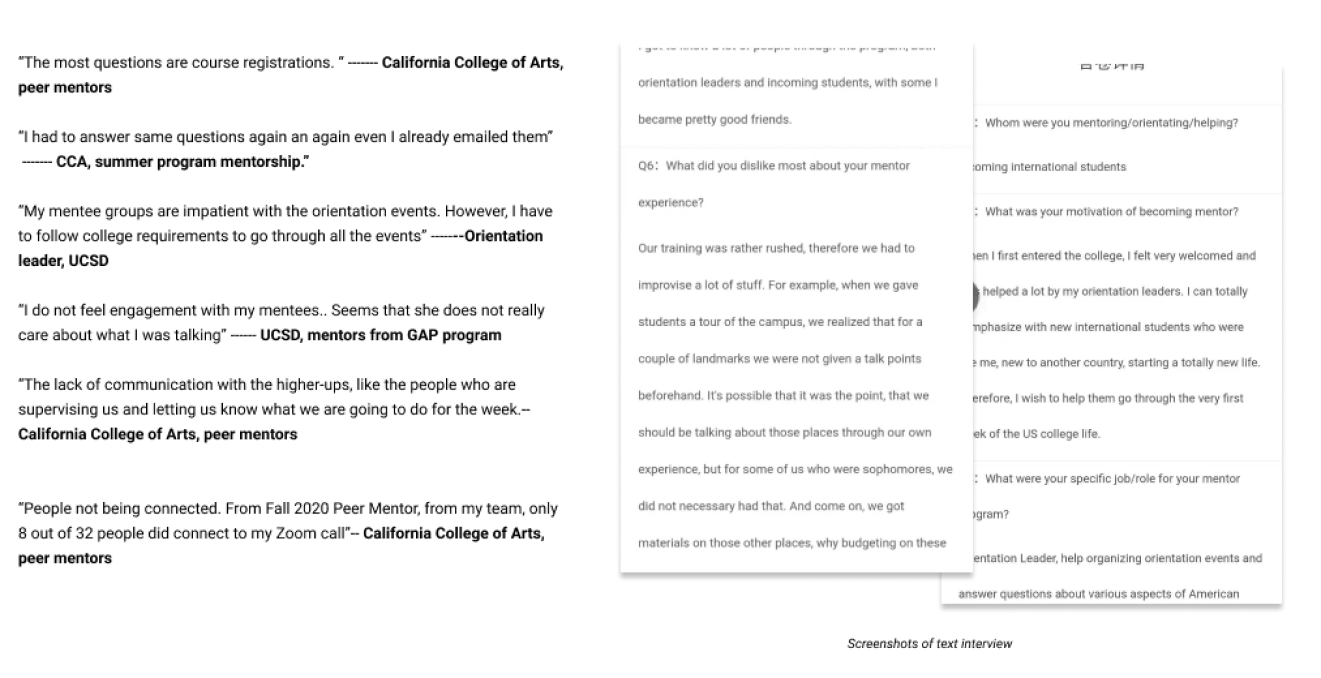 “The most questions are course registrations. “ ------- California College of Arts,
peer mentors
“I had to answer same questions again an again even I already emailed them”
------- CCA, summer program mentorship.”
“My mentee groups are impatient with the orientation events. However, I have
to follow college requirements to go through all the events” -------Orientation
leader, UCSD
“I do not feel engagement with my mentees.. Seems that she does not really
care about what I was talking” ------ UCSD, mentors from GAP program
“The lack of communication with the higher-ups, like the people who are
supervising us and letting us know what we are going to do for the week.--
California College of Arts, peer mentors
“People not being connected. From Fall 2020 Peer Mentor, from my team, only
8 out of 32 people did connect to my Zoom call”-- California College of Arts,
peer mentors
orientation leaders and incoming students, with some I
became pretty good friends.
Q6：What did you dislike most about your mentor
experience?
Our training was rather rushed, therefore we had to
improvise a lot of stuff. For example, when we gave
students a tour of the campus, we realized that for a
couple of landmarks we were not given a talk points
beforehand. It's possible that it was the point, that we
should be talking about those places through our own
experience, but for some of us who were sophomores, we
did not necessary had that. And come on, we got
materials on those other places, why budgeting on these
: Whom were you mentoring/orientating/helping?
oming international students
: What was your motivation of becoming mentor?
en I first entered the college, I felt very welcomed and
helped a lot by my orientation leaders. I can totally
mphasize with new international students who were
e me, new to another country, starting a totally new life.
erefore, I wish to help them go through the very first
ek of the US college life.
: What were your specific job/role for your mentor
ogram?
entation Leader, help organizing orientation events and
answer questions about various aspects of American
Screenshots of text interview